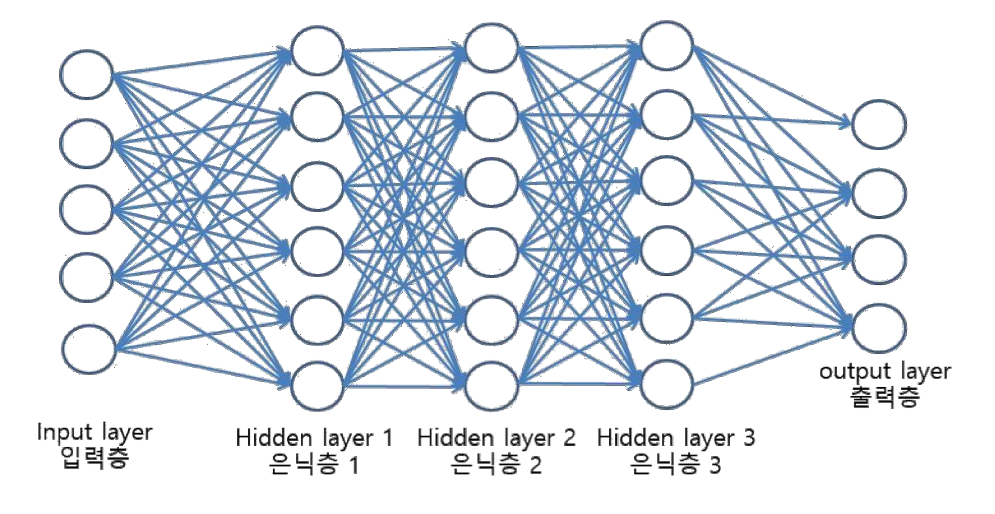 Input layer
입력층
Hidden layer 1
은닉층 1
Hidden layer 2
은닉층 2
Hidden layer 3
은닉층 3
output layer
출력층